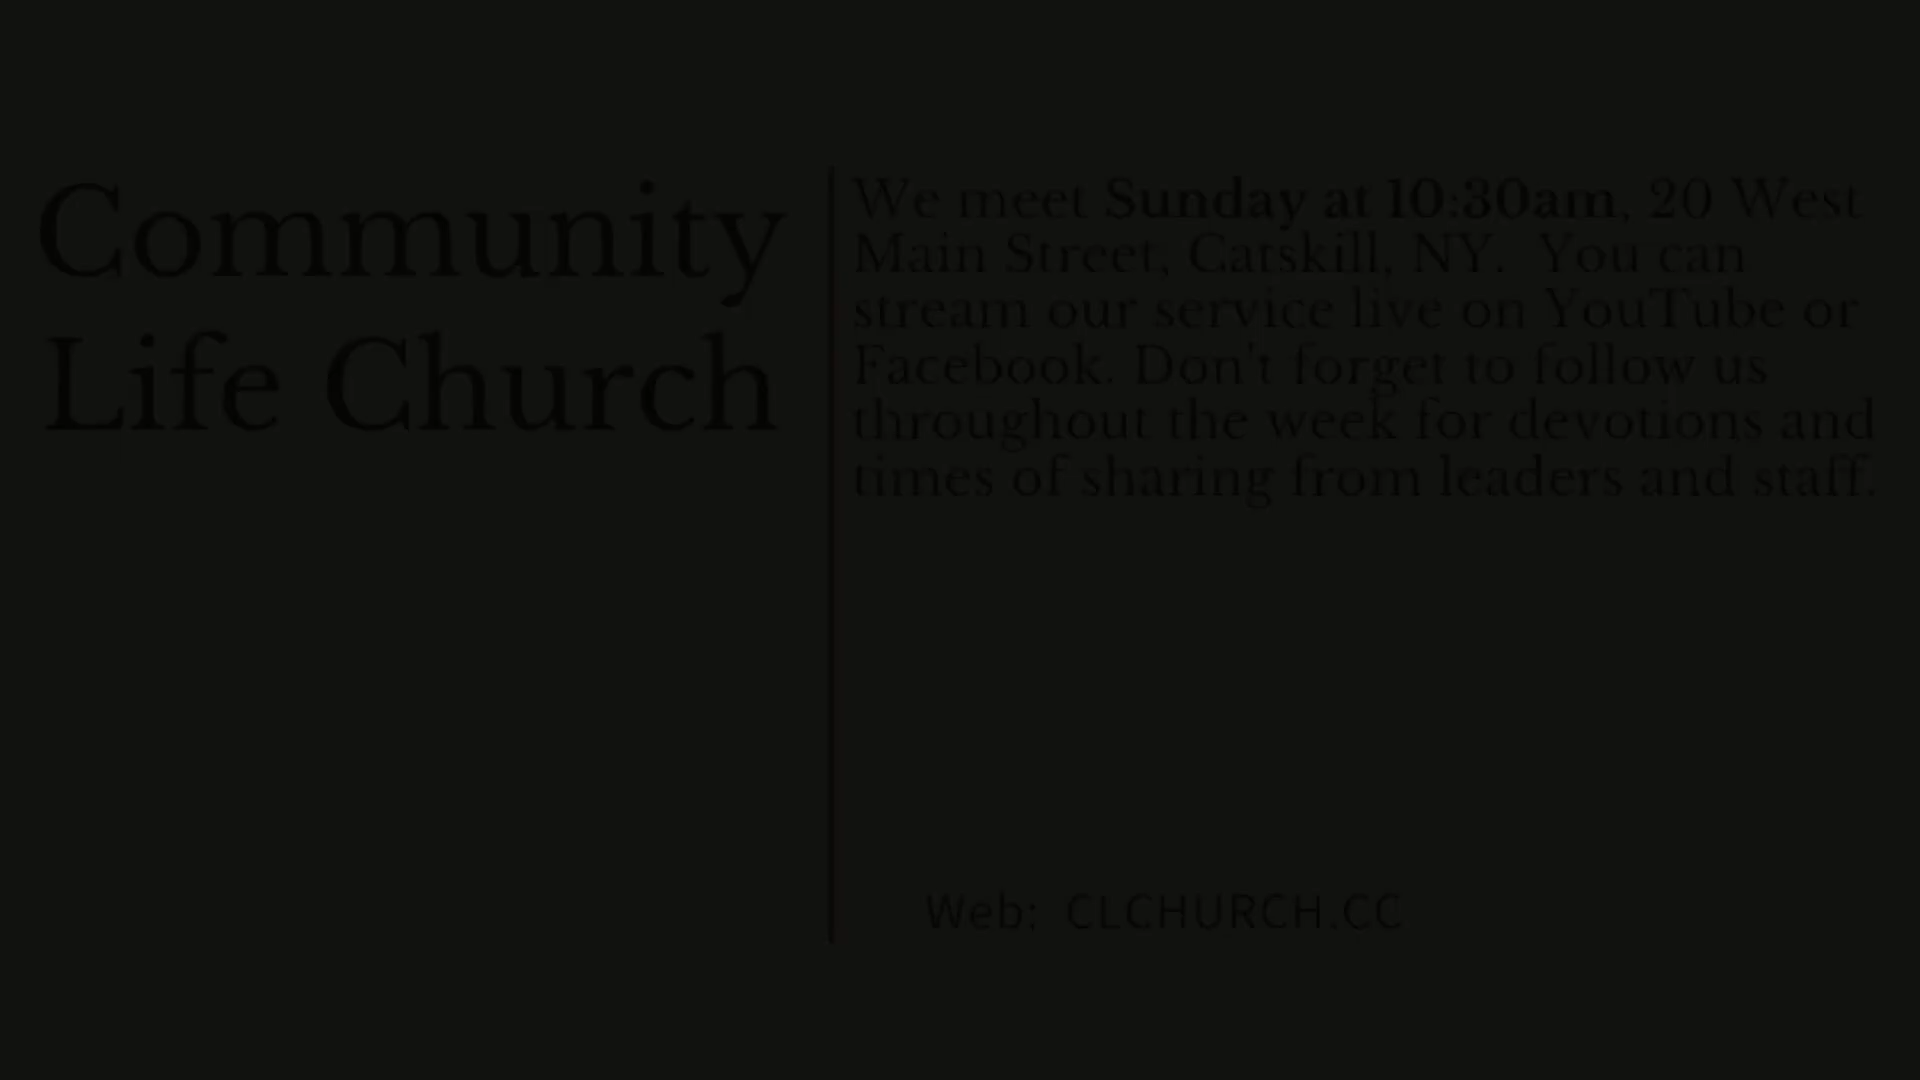 Community
Life Church
We meet Sunday at 10:30am, 20 West
Main Street, Catskill, NY.  You can
stream our service live on YouTube or
Facebook. Don't forget to follow us
throughout the week for devotions and
times of sharing from leaders and staff.
Web:  CLCHURCH.CC